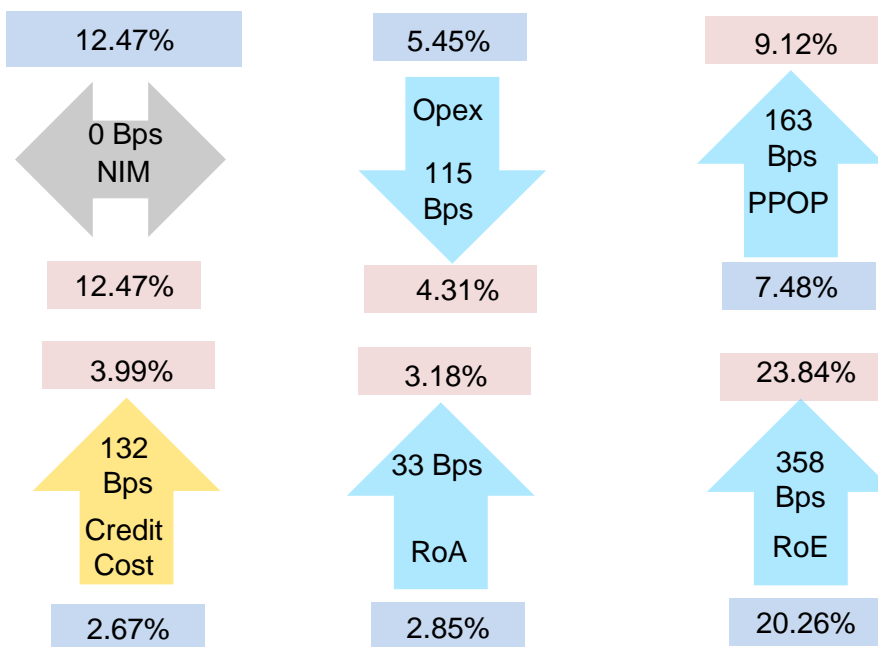 12.47%
0 Bps
NIM
12.47%
5.45%
Opex
115
Bps
4.31%
9.12%
163
Bps
PPOP
7.48%
3.99%
132
Bps
Credit
Cost
2.67%
3.18%
33 Bps
RoA
2.85%
23.84%
358
Bps
RoE
20.26%